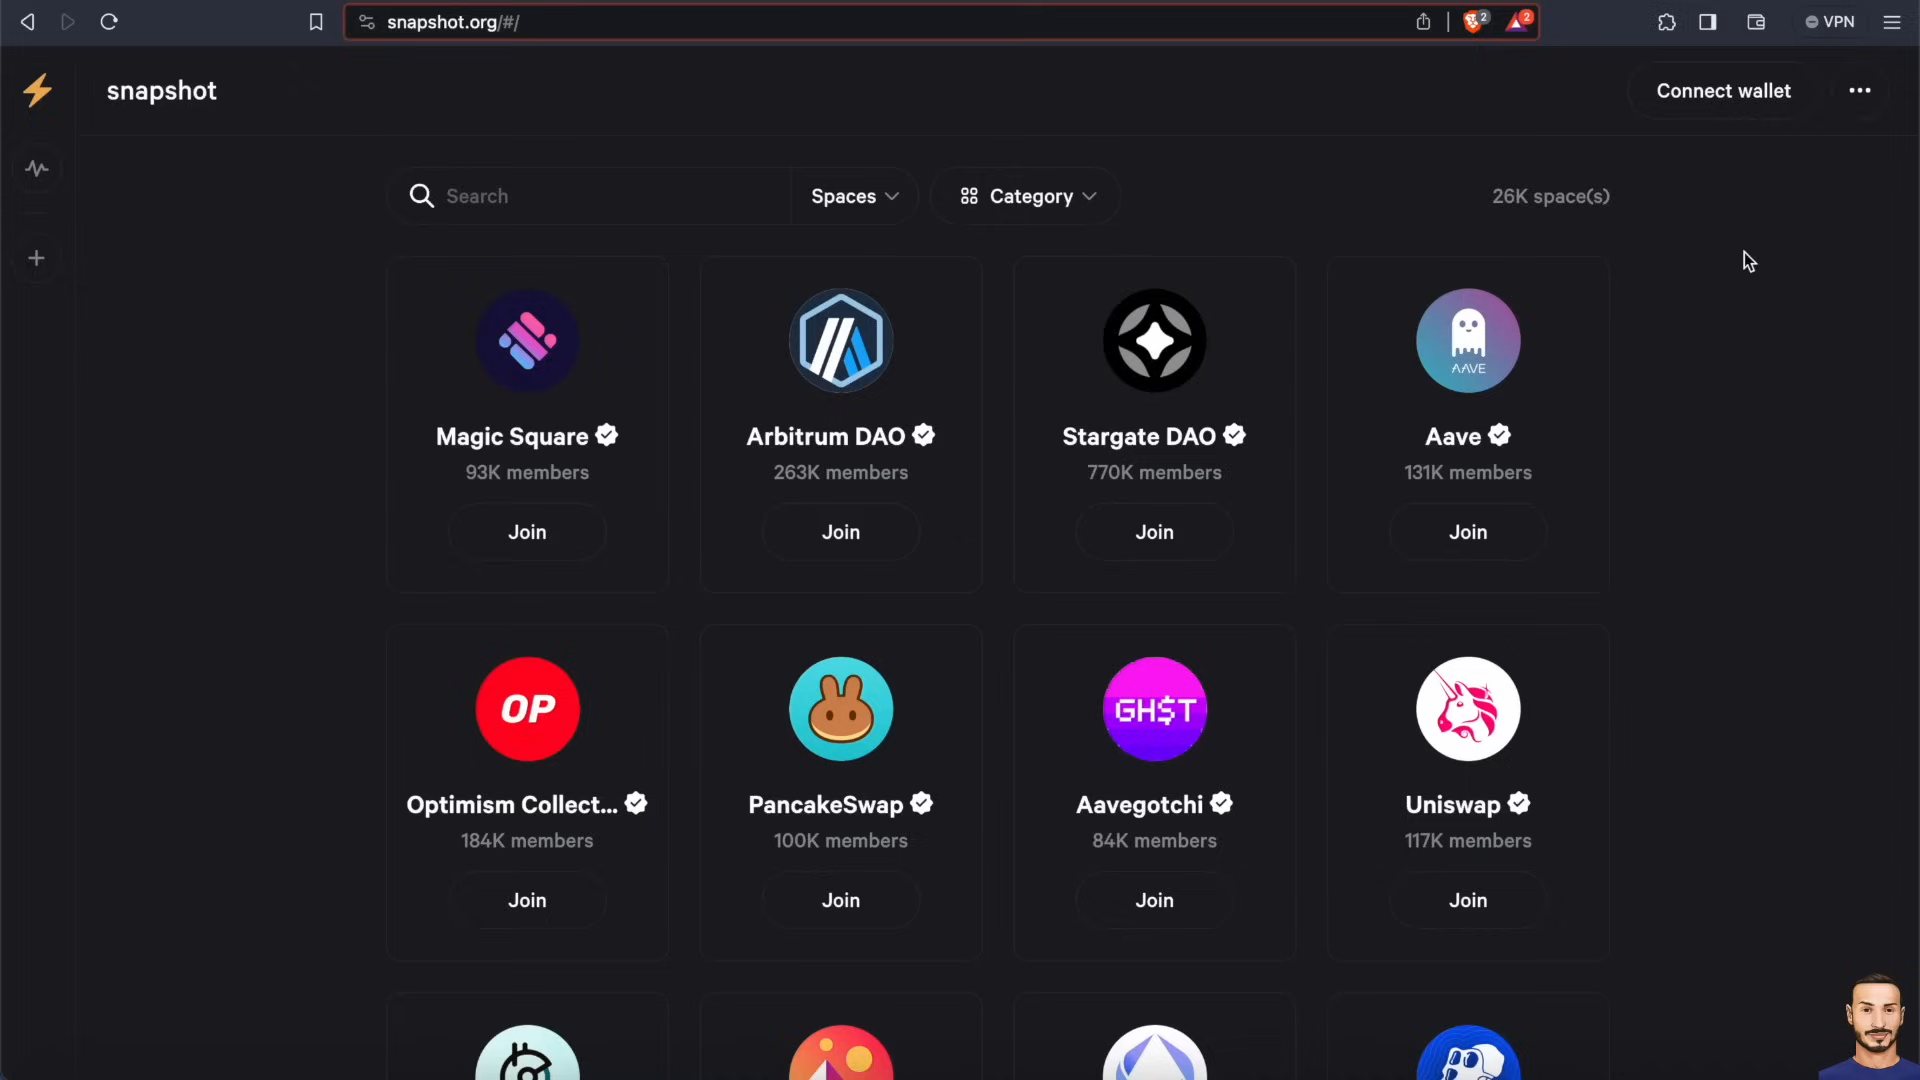 snapshot.org/#/
2
2
VPN
snapshot
Connect wallet
Search
Spaces
Category
26K space(s)
AAVE
Magic Square
Arbitrum DAO
Stargate DAO
Aave
93K members
263K members
770K members
131K members
Join
Join
Join
Join
OP
GH$T
Optimism Collect...
PancakeSwap
Aavegotchi
Uniswap
184K members
100K members
84K members
117K members
Join
Join
Join
Join